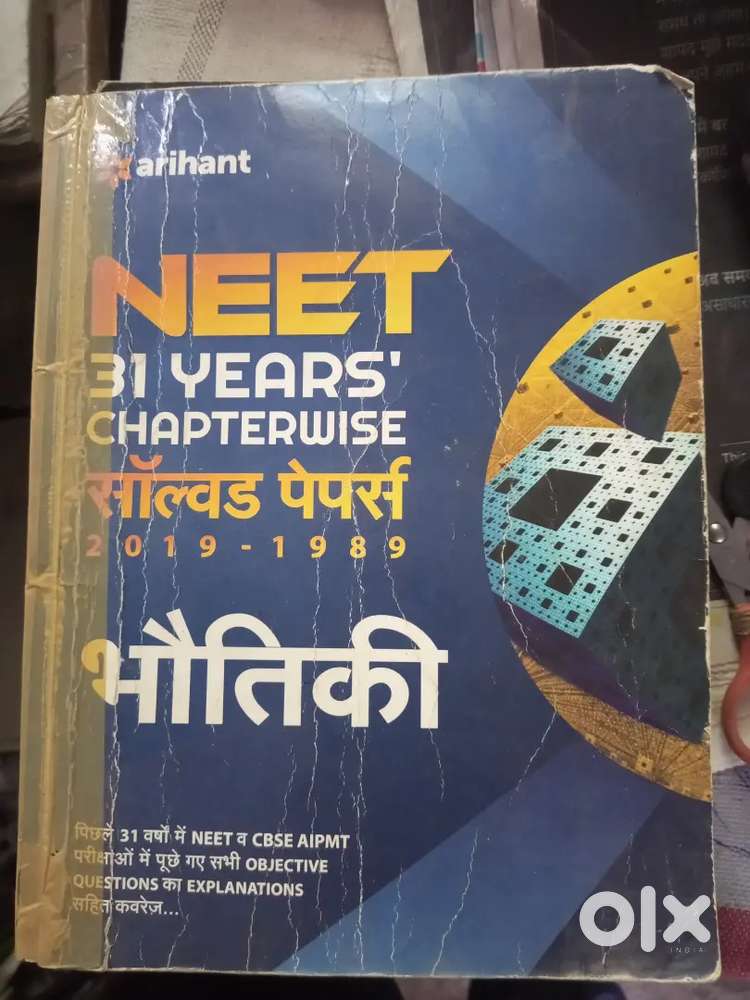 arihant
NEET
31 YEARS'
CHAPTERWISE
सॉल्वड पेपर्स
2019-1989
भौतिकी
पिछले 31 वर्षों में NEET व CBSE AIPMT
परीक्षाओं में पूछे गए सभी OBJECTIVE
QUESTIONS का EXPLANATIONS
सहित कवरेज़...
olx
INDIA